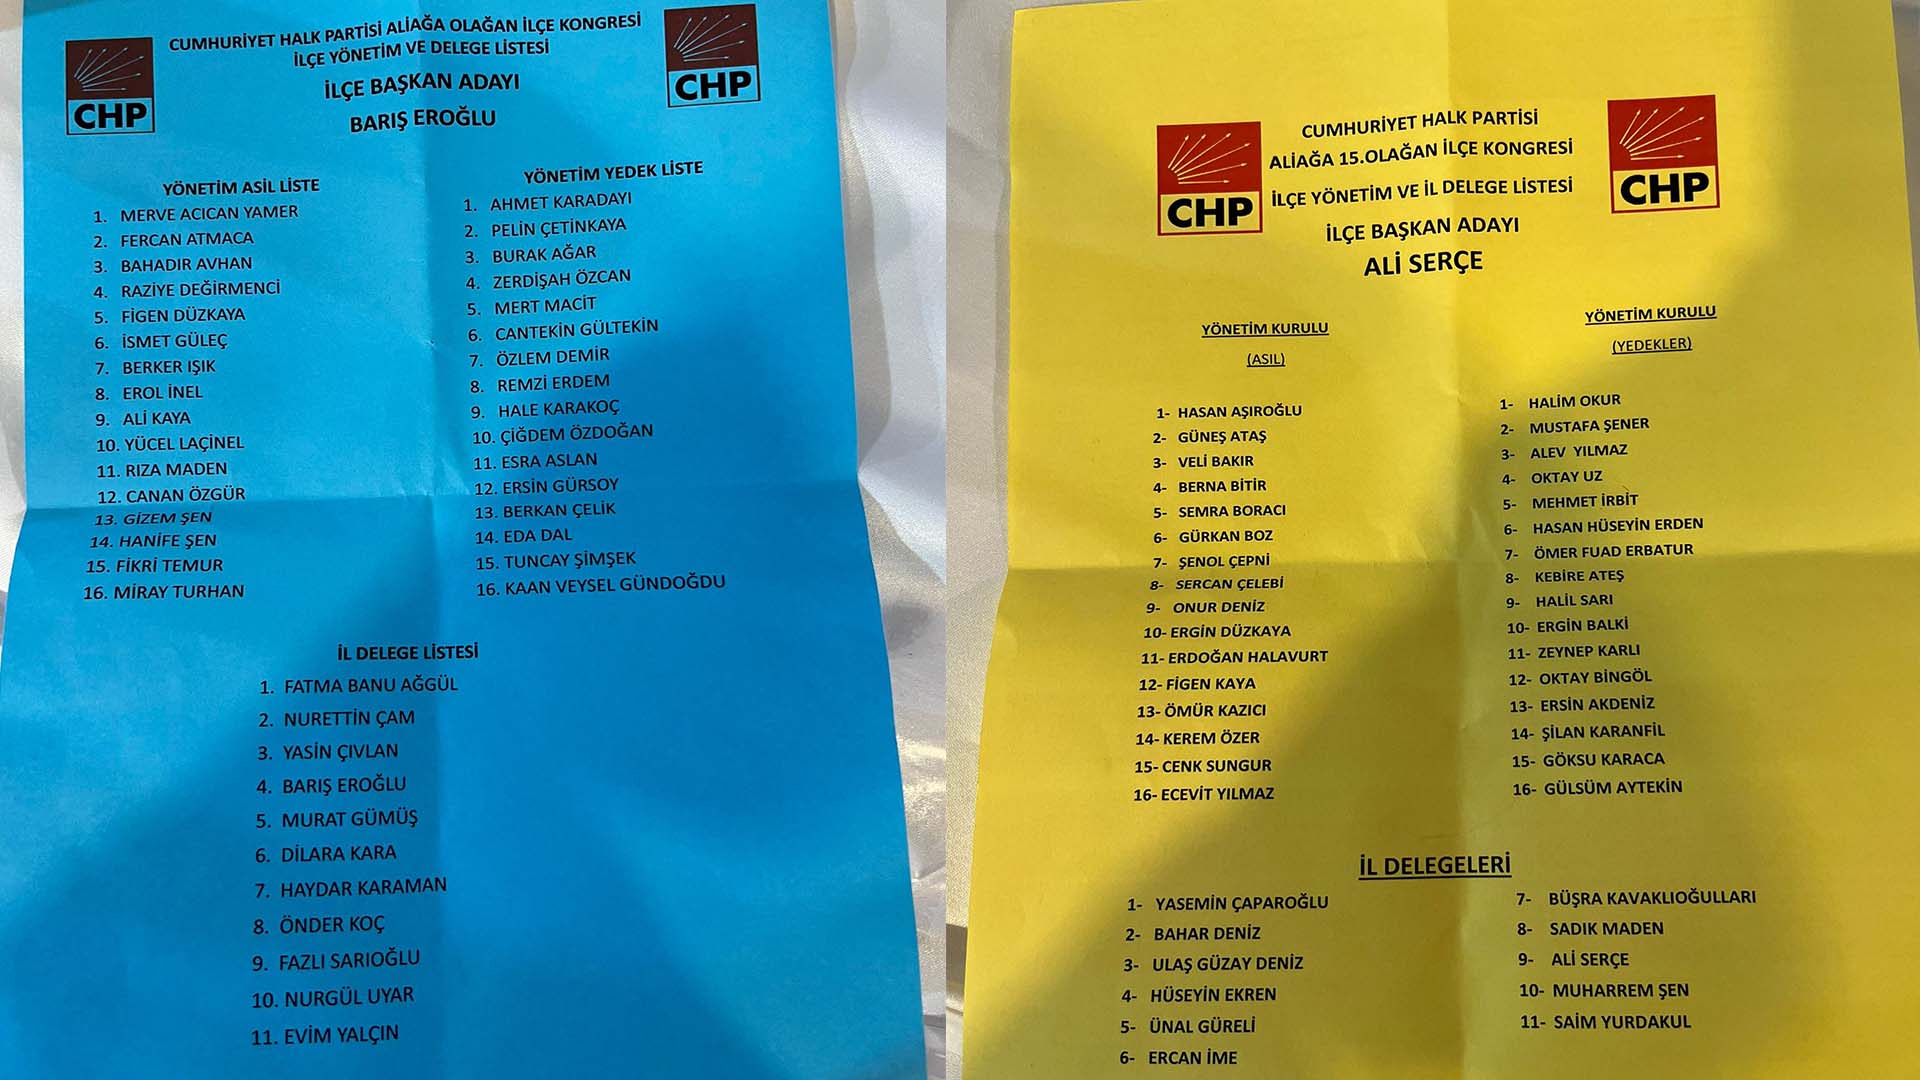 CUMHURİYET HALK PARTİSİ ALİAĞA OLAĞAN İLÇE KONGRESİ
İLÇE YÖNETİM VE DELEGE LİSTESİ
İLÇE BAŞKAN ADAYI
BARIŞ EROĞLU
CHP
CHP
YÖNETİM ASİL LİSTE
1. MERVE ACICAN YAMER
2. FERCAN ATMACA
3. BAHADIR AVHAN
4. RAZİYE DEĞİRMENCİ
5. FİGEN DÜZKAYA
6. İSMET GÜLEÇ
7. BERKER IŞIK
8. EROL İNEL
9. ALİ KAYA
10. YÜCEL LAÇİNEL
11. RIZA MADEN
12. CANAN ÖZGÜR
13. GİZEM ŞEN
14. HANİFE ŞEN
15. FİKRİ TEMUR
16. MİRAY TURHAN
YÖNETİM YEDEK LİSTE
1. AHMET KARADAYI
2. PELİN ÇETİNKAYA
3. BURAK AĞAR
4. ZERDİŞAH ÖZCAN
5. MERT MACİT
6. CANTEKİN GÜLTEKİN
7. ÖZLEM DEMİR
8. REMZİ ERDEM
9. HALE KARAKOÇ
10. ÇİĞDEM ÖZDOĞAN
11. ESRA ASLAN
12. ERSİN GÜRSOY
13. BERKAN ÇELİK
14. EDA DAL
15. TUNCAY ŞİMŞEK
16. KAAN VEYSEL GÜNDOĞDU
İL DELEGE LİSTESİ
1. FATMA BANU AĞGÜL
2. NURETTİN ÇAM
3. YASİN ÇIVLAN
4. BARIŞ EROĞLU
5. MURAT GÜMÜŞ
6. DİLARA KARA
7. HAYDAR KARAMAN
8. ÖNDER KOÇ
9. FAZLI SARIOĞLU
10. NURGÜL UYAR
11. EVİM YALÇIN
CUMHURİYET HALK PARTİSİ
ALİAĞA 15.OLAĞAN İLÇE KONGRESİ
İLÇE YÖNETİM VE İL DELEGE LİSTESİ
İLÇE BAŞKAN ADAYI
ALİ SERÇE
CHP
CHP
YÖNETİM KURULU
(ASIL)
1- HASAN AŞIROĞLU
2- GÜNEŞ ATAŞ
3- VELİ BAKIR
4- BERNA BİTİR
5- SEMRA BORACI
6- GÜRKAN BOZ
7- ŞENOL ÇEPNİ
8- SERCAN ÇELEBİ
9- ONUR DENİZ
10- ERGİN DÜZKAYA
11- ERDOĞAN HALAVURT
12- FİGEN KAYA
13- ÖMÜR KAZICI
14- KEREM ÖZER
15- CENK SUNGUR
16- ECEVİT YILMAZ
YÖNETİM KURULU
(YEDEKLER)
1- HALİM OKUR
2- MUSTAFA ŞENER
3- ALEV YILMAZ
4- OKTAY UZ
5- MEHMET İRBİT
6- HASAN HÜSEYİN ERDEN
7- ÖMER FUAD ERBATUR
8- KEBİRE ATEŞ
9- HALİL SARI
10- ERGİN BALKİ
11- ZEYNEP KARLI
12- OKTAY BİNGÖL
13- ERSİN AKDENİZ
14- ŞİLAN KARANFİL
15- GÖKSU KARACA
16- GÜLSÜM AYTEKİN
İL DELEGELERİ
1- YASEMİN ÇAPAROĞLU
2- BAHAR DENİZ
3- ULAŞ GÜZAY DENİZ
4- HÜSEYİN EKREN
5- ÜNAL GÜRELİ
6- ERCAN İME
7- BÜŞRA KAVAKLIOĞULLARI
8- SADIK MADEN
9- ALİ SERÇE
10- MUHARREM ŞEN
11- SAİM YURDAKUL